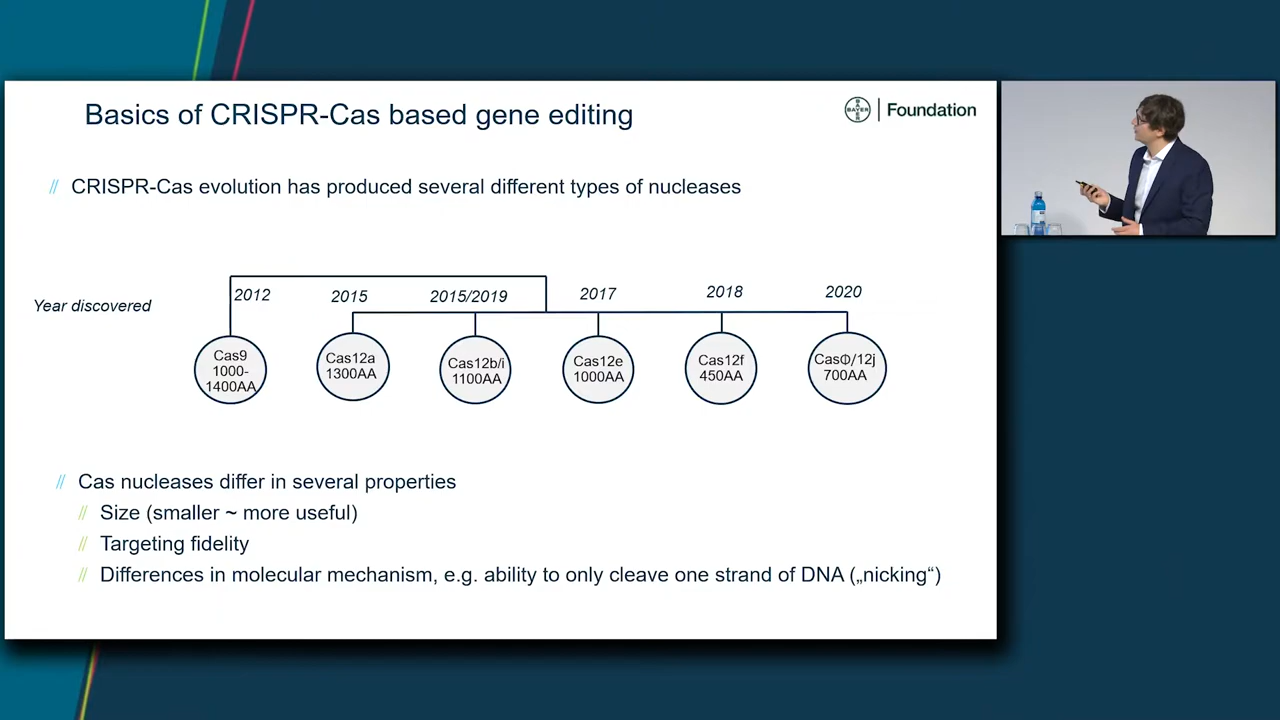 Basics of CRISPR-Cas based gene editing
BAYER
BAYER
Foundation
// CRISPR-Cas evolution has produced several different types of nucleases
Year discovered
2012
2015
2015/2019
2017
2018
2020
Cas9
1000-
1400AA
Cas12a
1300AA
Cas12b/i
1100AA
Cas12e
1000AA
Cas12f
450AA
CasΦ/12j
700AA
// Cas nucleases differ in several properties
// Size (smaller ~ more useful)
// Targeting fidelity
// Differences in molecular mechanism, e.g. ability to only cleave one strand of DNA („nicking“)